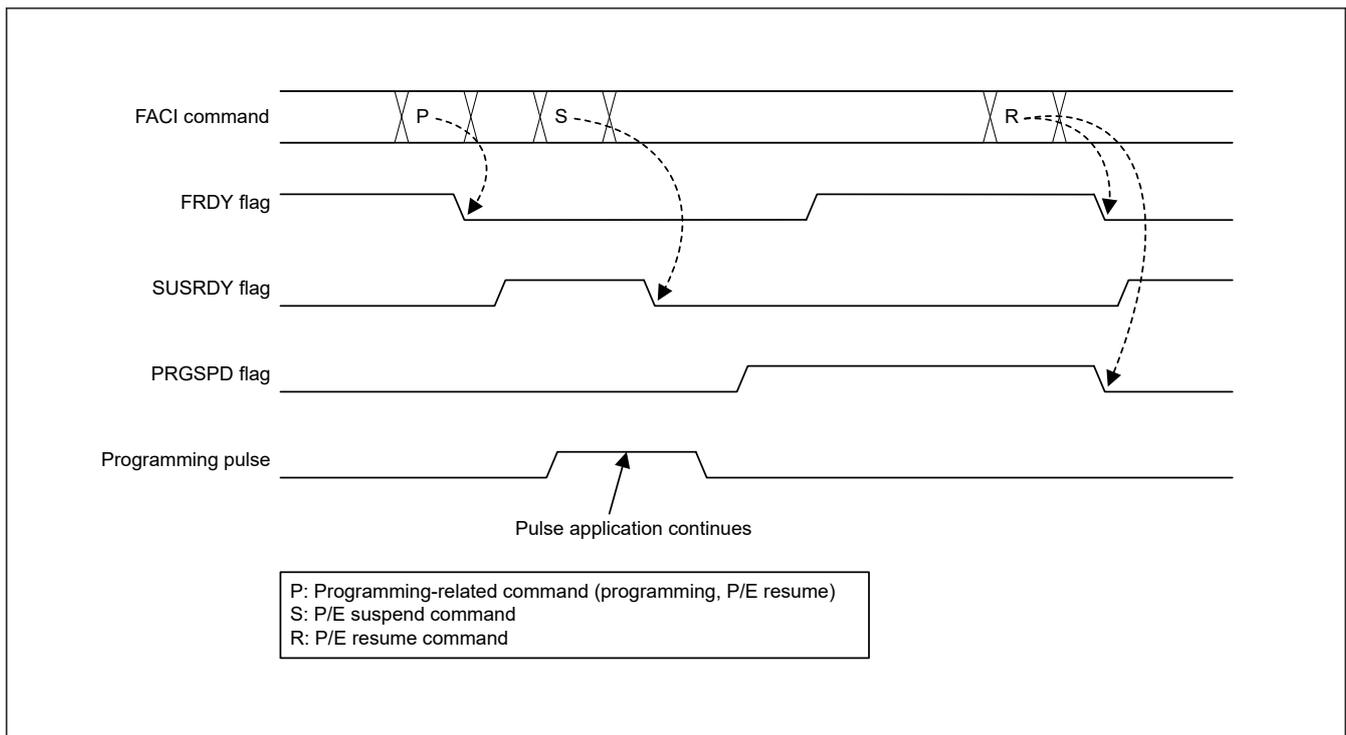 FACI command
P
S
R
FRDY flag
SUSRDY flag
PRGSPD flag
Programming pulse
Pulse application continues
P: Programming-related command (programming, P/E resume)
S: P/E suspend command
R: P/E resume command